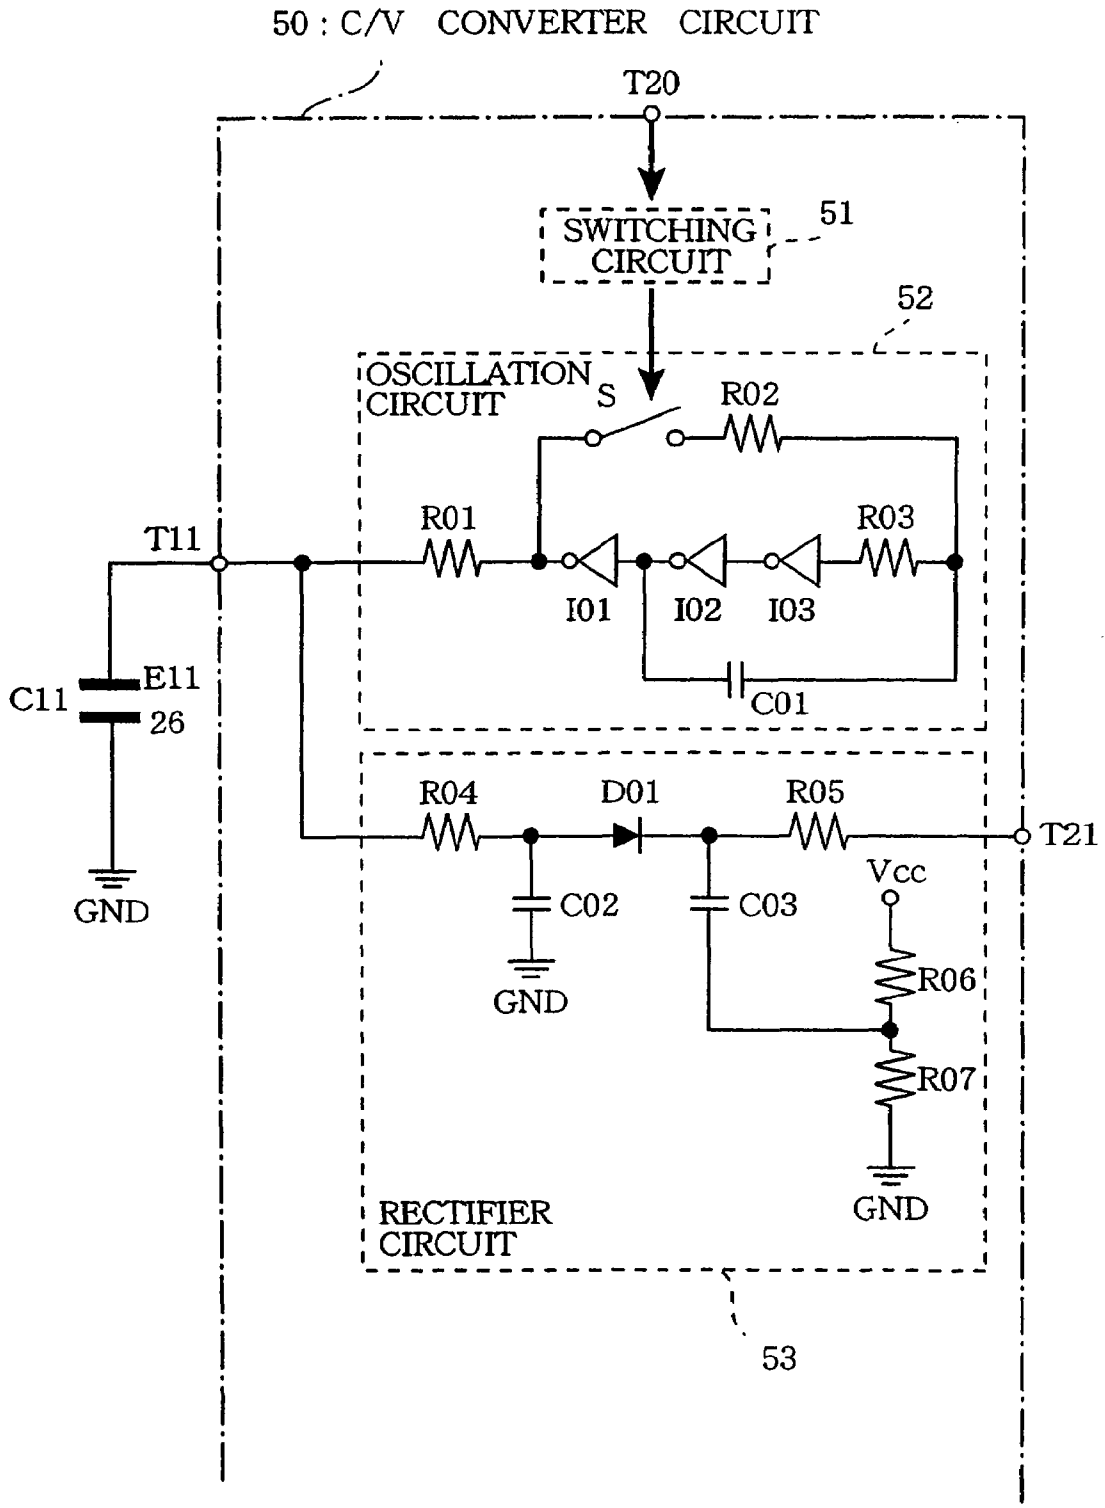 50 : C/V CONVERTER CIRCUIT
T20
SWITCHING
CIRCUIT
51
52
OSCILLATION
CIRCUIT
S
R02
T11
R01
R03
I01
I02
I03
C11
E11
26
C01
GND
R04
D01
R05
T21
Vcc
C02
C03
GND
R06
R07
GND
RECTIFIER
CIRCUIT
53